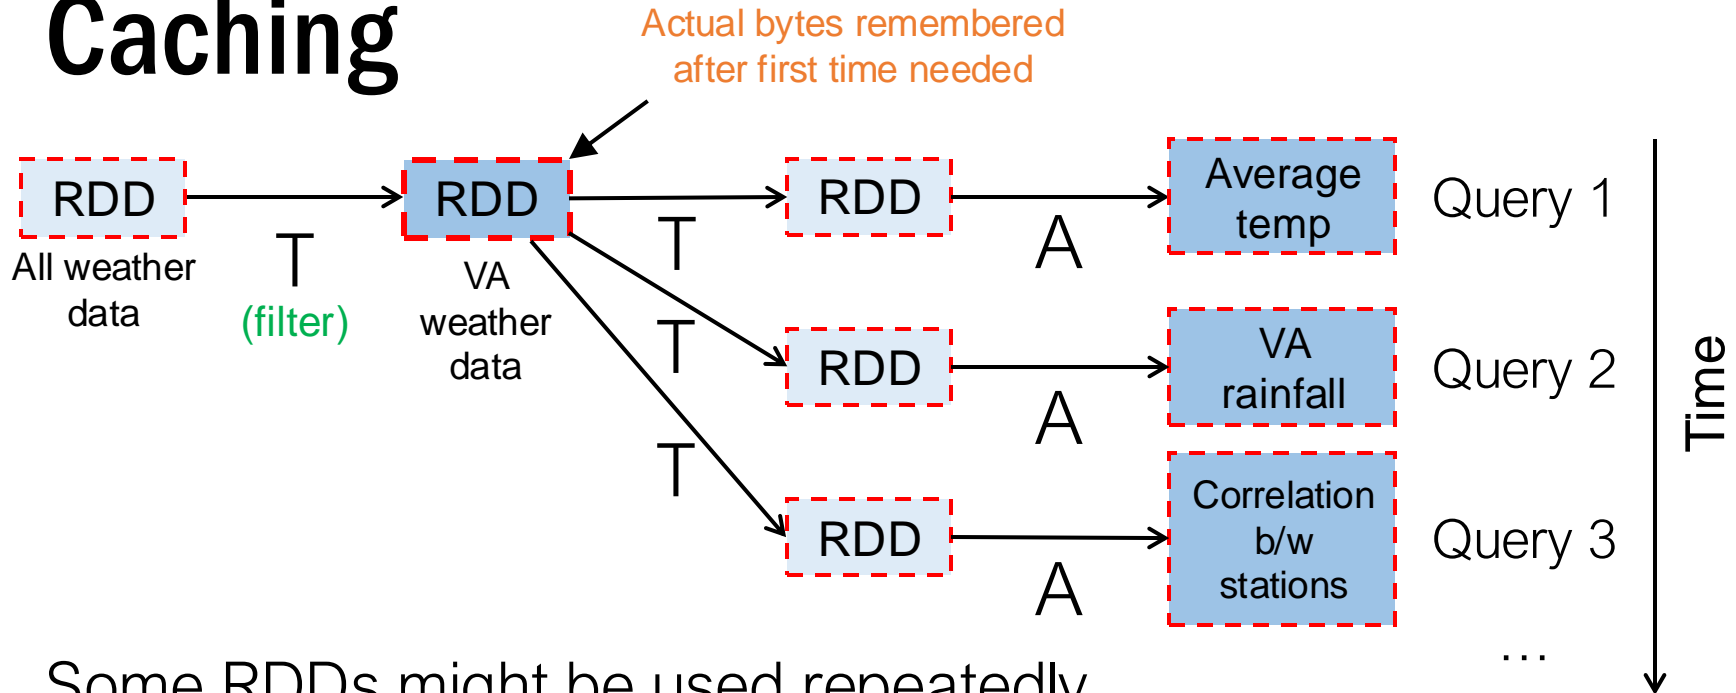 Caching
Actual bytes remembered
after first time needed
RDD
All weather
data
T
(filter)
RDD
VA
weather
data
T
RDD
A
Average
temp
Query 1
T
RDD
A
VA
rainfall
Query 2
T
RDD
A
Correlation
b/w
stations
Query 3
...
Time
Some RDDs might be used repeatedly